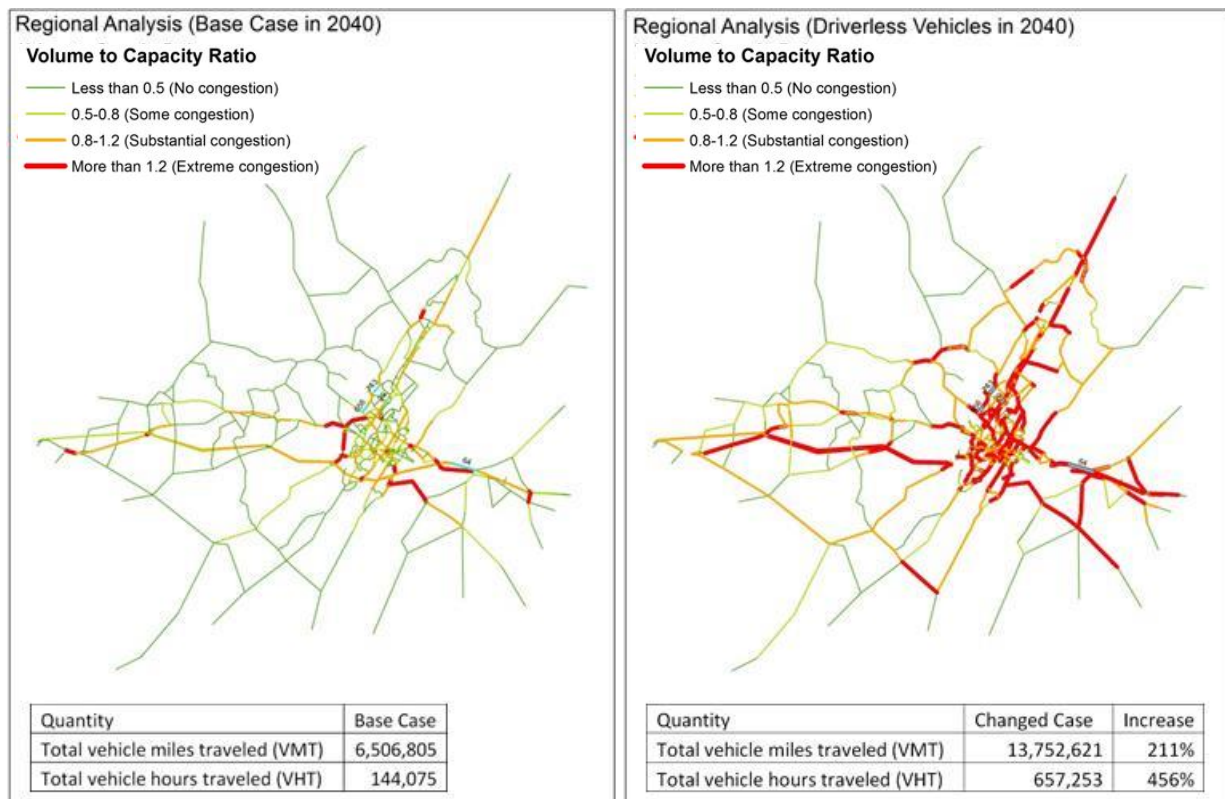 Regional Analysis (Base Case in 2040)
Volume to Capacity Ratio
Less than 0.5 (No congestion)
0.5-0.8 (Some congestion)
0.8-1.2 (Substantial congestion)
More than 1.2 (Extreme congestion)
64
Quantity Base Case
Total vehicle miles traveled (VMT) 6,506,805
Total vehicle hours traveled (VHT) 144,075
Regional Analysis (Driverless Vehicles in 2040)
Volume to Capacity Ratio
Less than 0.5 (No congestion)
0.5-0.8 (Some congestion)
0.8-1.2 (Substantial congestion)
More than 1.2 (Extreme congestion)
64
Quantity Changed Case Increase
Total vehicle miles traveled (VMT) 13,752,621 211%
Total vehicle hours traveled (VHT) 657,253 456%